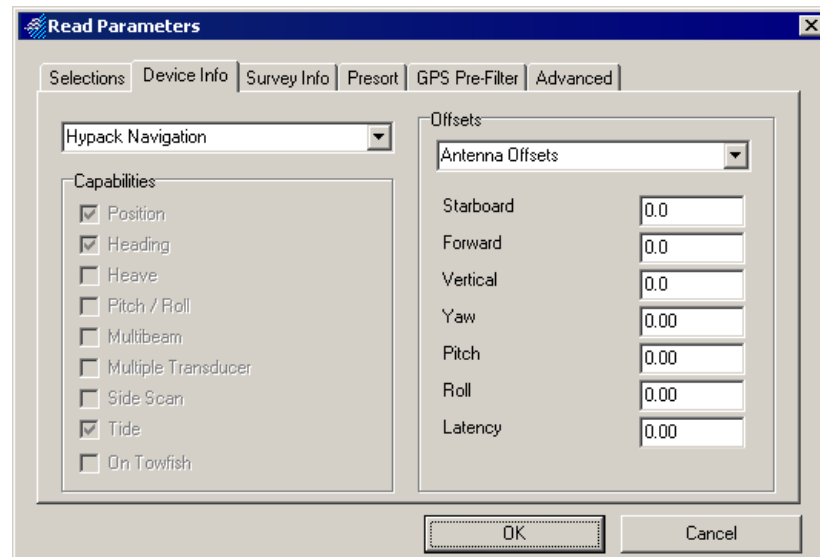 Read Parameters
Selections Device Info Survey Info Presort GPS Pre-Filter Advanced
Hypack Navigation
Capabilities
Position
Heading
Heave
Pitch / Roll
Multibeam
Multiple Transducer
Side Scan
Tide
On Towfish
Offsets
Antenna Offsets
Starboard 0.0
Forward 0.0
Vertical 0.0
Yaw 0.00
Pitch 0.00
Roll 0.00
Latency 0.00
OK Cancel